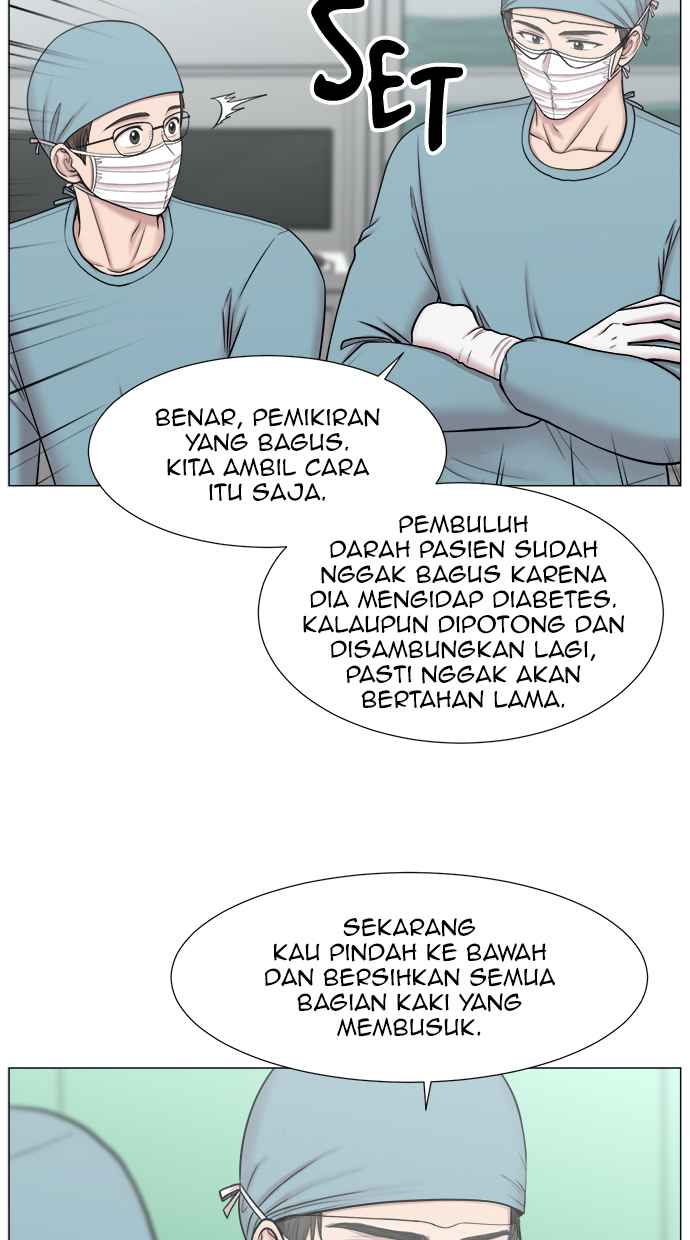 SET
BENAR, PEMIKIRAN
YANG BAGUS.
KITA AMBIL CARA
ITU SAJA.
PEMBULUH
DARAH PASIEN SUDAH
NGGAK BAGUS KARENA
DIA MENGIDAP DIABETES.
KALAUPUN DIPOTONG DAN
DISAMBUNGKAN LAGI,
PASTI NGGAK AKAN
BERTAHAN LAMA.
SEKARANG
KAU PINDAH KE BAWAH
DAN BERSIHKAN SEMUA
BAGIAN KAKI YANG
MEMBUSUK.